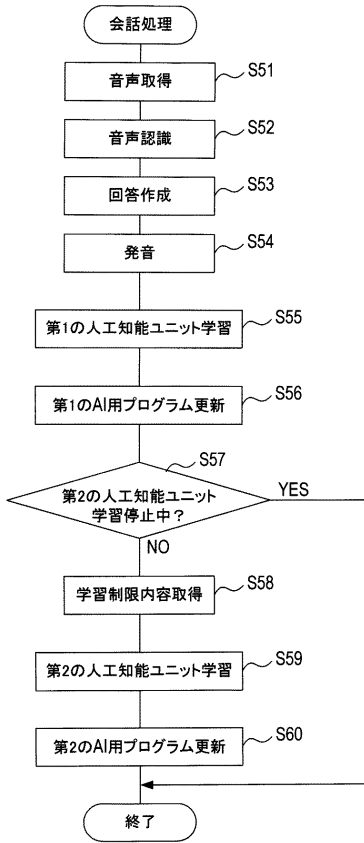 会話処理
音声取得
S51
音声認識
S52
回答作成
S53
発音
S54
第1の人工知能ユニット学習
S55
第1のAI用プログラム更新
S56
S57
第2の人工知能ユニット
学習停止中？
YES
NO
学習制限内容取得
S58
第2の人工知能ユニット学習
S59
第2のAI用プログラム更新
S60
終了